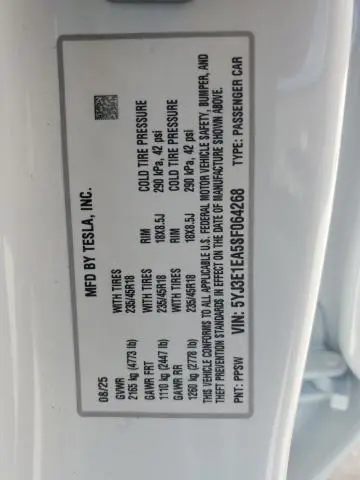 MFD BY TESLA, INC.
08/25
GVWR
2165 kg (4773 lb)
GAWR FRT
1110 kg (2447 lb)
GAWR RR
1260 kg (2778 lb)
WITH TIRES
235/45R18
WITH TIRES
235/45R18
WITH TIRES
235/45R18
RIM
18X8.5J
RIM
18X8.5J
COLD TIRE PRESSURE
290 kPa, 42 psi
COLD TIRE PRESSURE
290 kPa, 42 psi
THIS VEHICLE CONFORMS TO ALL APPLICABLE U.S. FEDERAL MOTOR VEHICLE SAFETY, BUMPER, AND
THEFT PREVENTION STANDARDS IN EFFECT ON THE DATE OF MANUFACTURE SHOWN ABOVE.
VIN: 5YJ3E1EA5SF064268
PNT: PPSW
TYPE: PASSENGER CAR